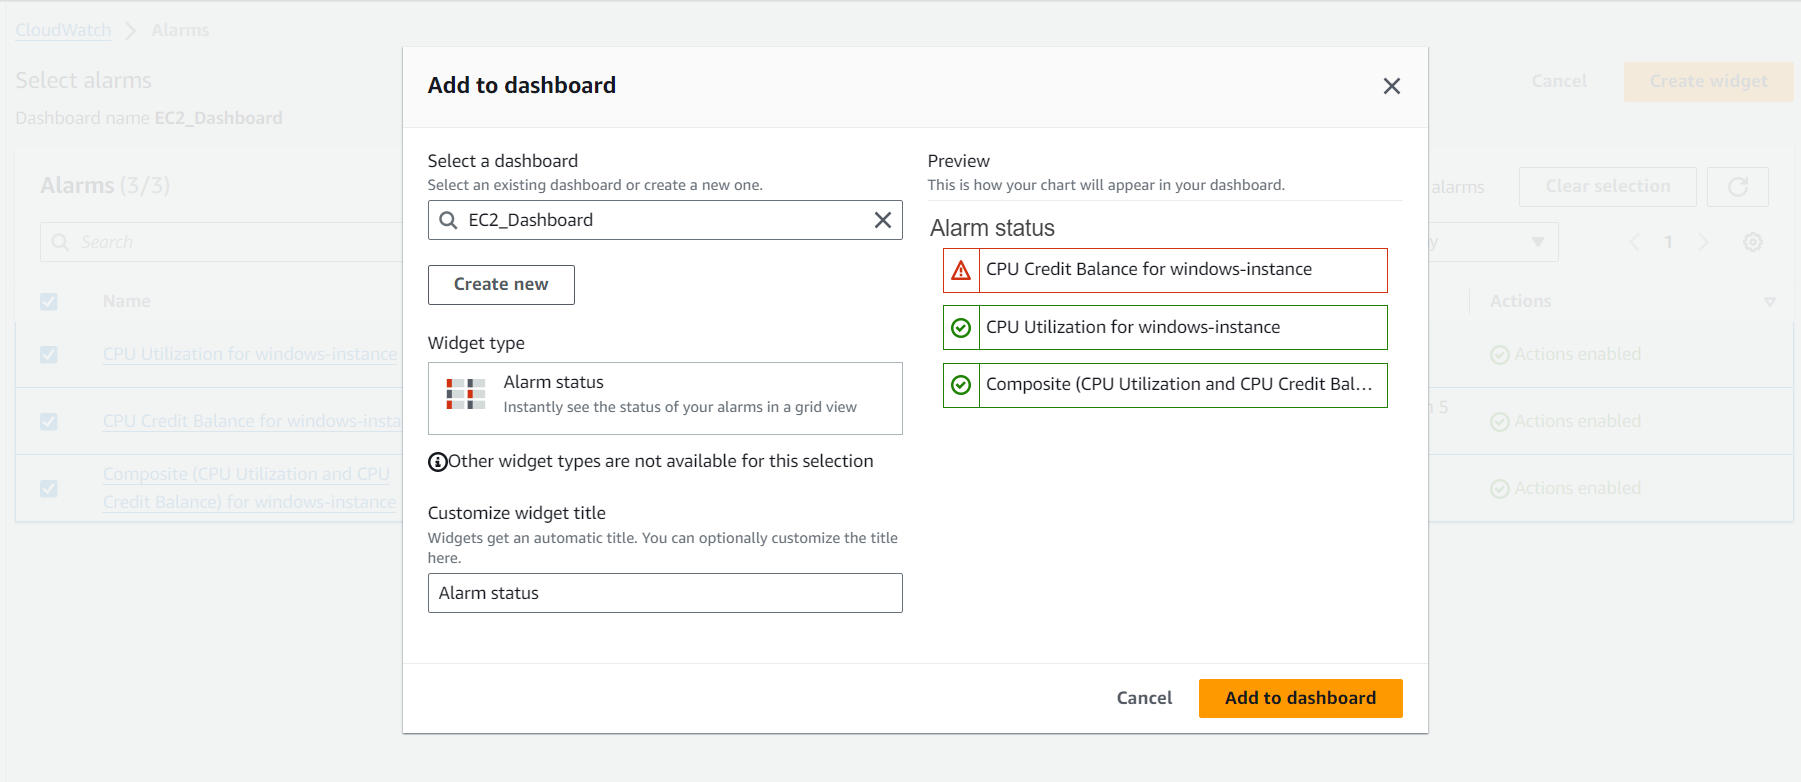 CloudWatch > Alarms
Select alarms
Cancel
Create widget
Dashboard name EC2_Dashboard
Alarms (3/3)
alarms
Clear selection
Search
1
Name
Actions
CPU Utilization for windows-instance
Actions enabled
CPU Credit Balance for windows-insta
5
Actions enabled
Composite (CPU Utilization and CPU
Credit Balance) for windows-instance
Actions enabled
Add to dashboard
Select a dashboard
Select an existing dashboard or create a new one.
EC2_Dashboard
Create new
Widget type
Alarm status
Instantly see the status of your alarms in a grid view
Other widget types are not available for this selection
Customize widget title
Widgets get an automatic title. You can optionally customize the title
here.
Alarm status
Preview
This is how your chart will appear in your dashboard.
Alarm status
CPU Credit Balance for windows-instance
CPU Utilization for windows-instance
Composite (CPU Utilization and CPU Credit Bal...
Cancel
Add to dashboard